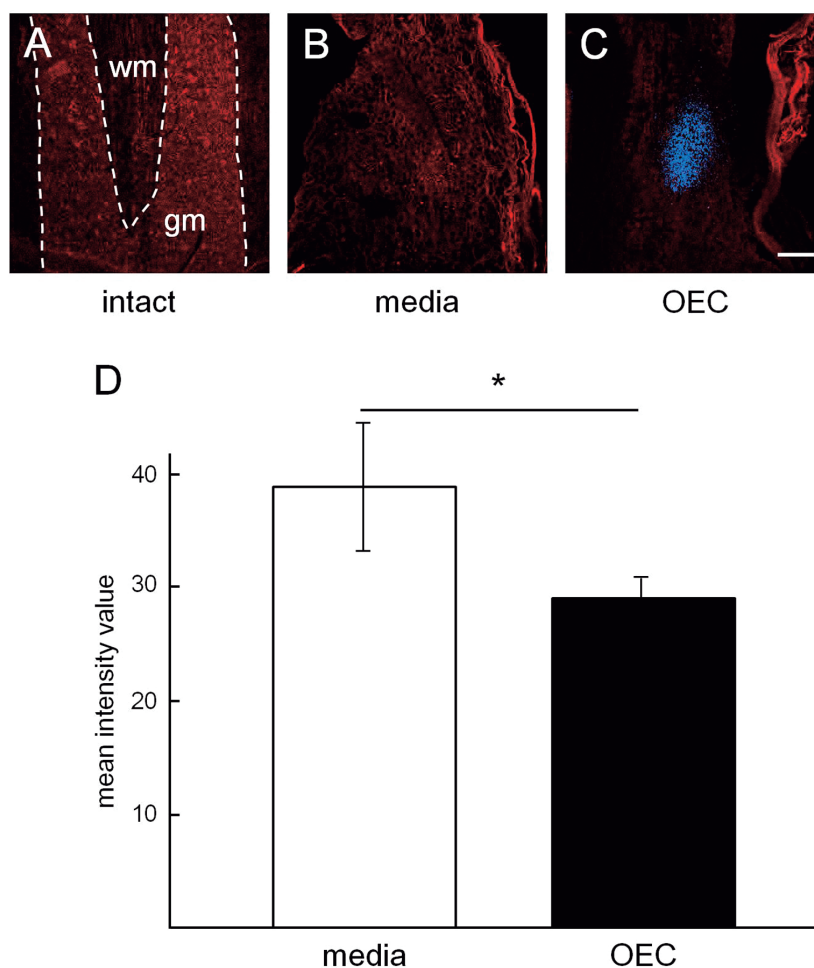 A
wm
gm
B
C
intact
media
OEC
D
*
mean intensity value
40
30
20
10
media
OEC